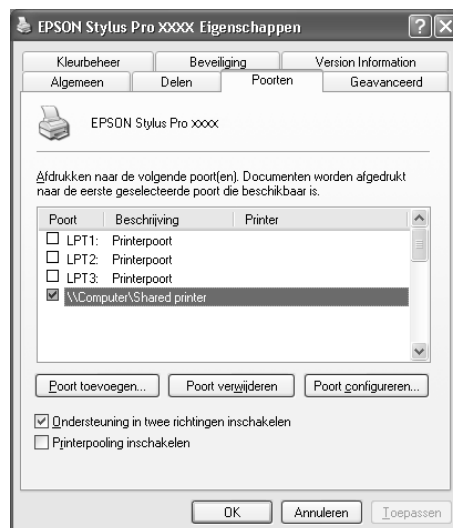 EPSON Stylus Pro XXXX Eigenschappen
Kleurbeheer Beveiliging Version Information
Algemeen Delen Poorten Geavanceerd
EPSON Stylus Pro xxxx
Afdrukken naar de volgende poort(en). Documenten worden afgedrukt
naar de eerste geselecteerde poort die beschikbaar is.
Poort Beschrijving Printer
LPT1: Printerpoort
LPT2: Printerpoort
LPT3: Printerpoort
\\Computer\Shared printer
Poort toevoegen... Poort verwijderen Poort configureren...
Ondersteuning in twee richtingen inschakelen
Printerpooling inschakelen
OK Annuleren Toepassen